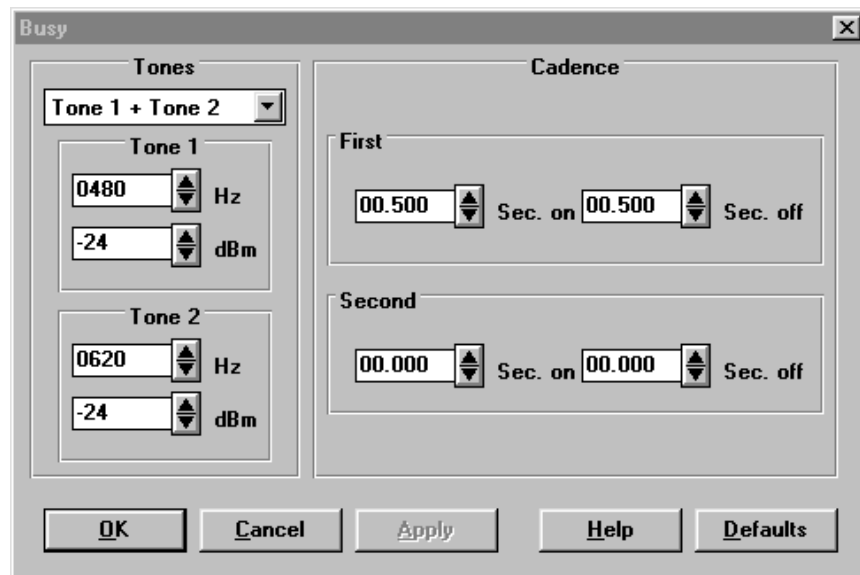 Busy
Tones
Tone 1 + Tone 2
Tone 1
0480 Hz
-24 dBm
Tone 2
0620 Hz
-24 dBm
Cadence
First
00.500 Sec. on 00.500 Sec. off
Second
00.000 Sec. on 00.000 Sec. off
OK Cancel Apply Help Defaults